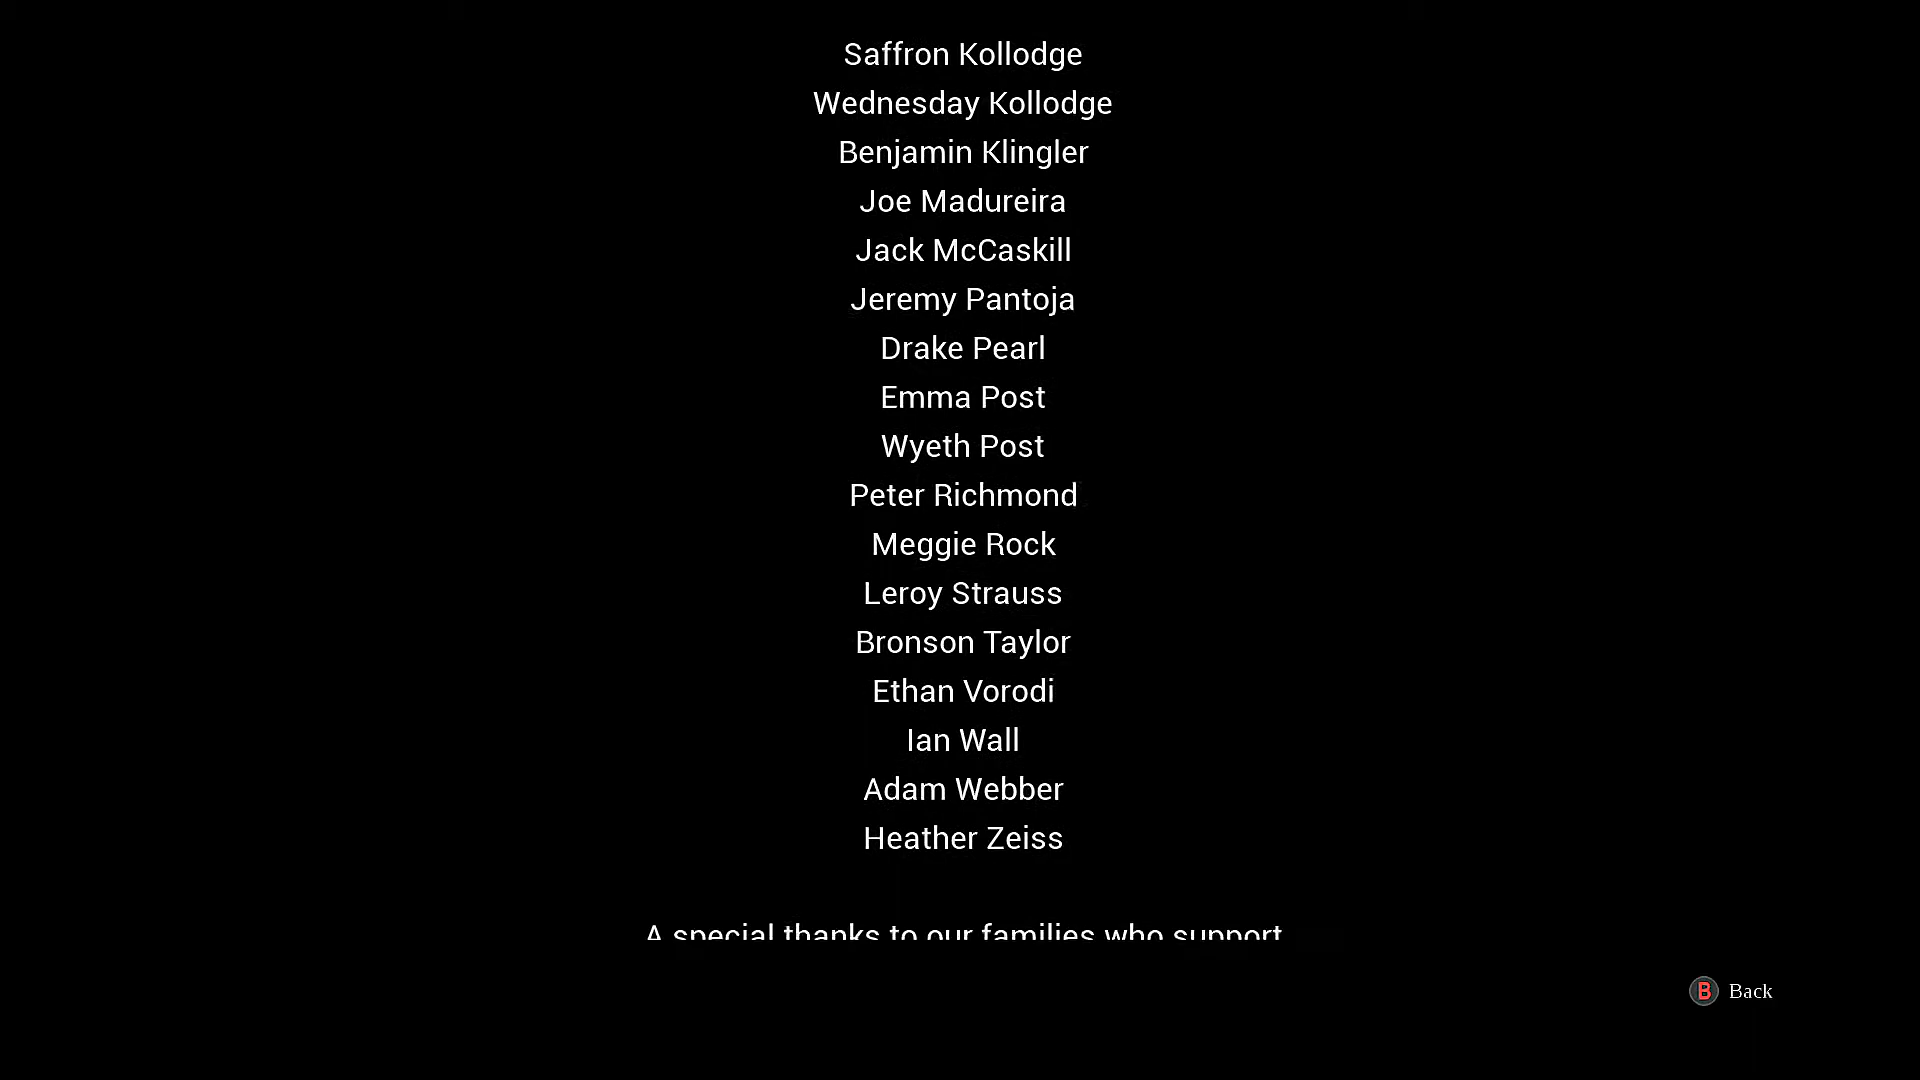 Saffron Kollodge
Wednesday Kollodge
Benjamin Klingler
Joe Madureira
Jack McCaskill
Jeremy Pantoja
Drake Pearl
Emma Post
Wyeth Post
Peter Richmond
Meggie Rock
Leroy Strauss
Bronson Taylor
Ethan Vorodi
Ian Wall
Adam Webber
Heather Zeiss
A special thanks to our families who support
B Back